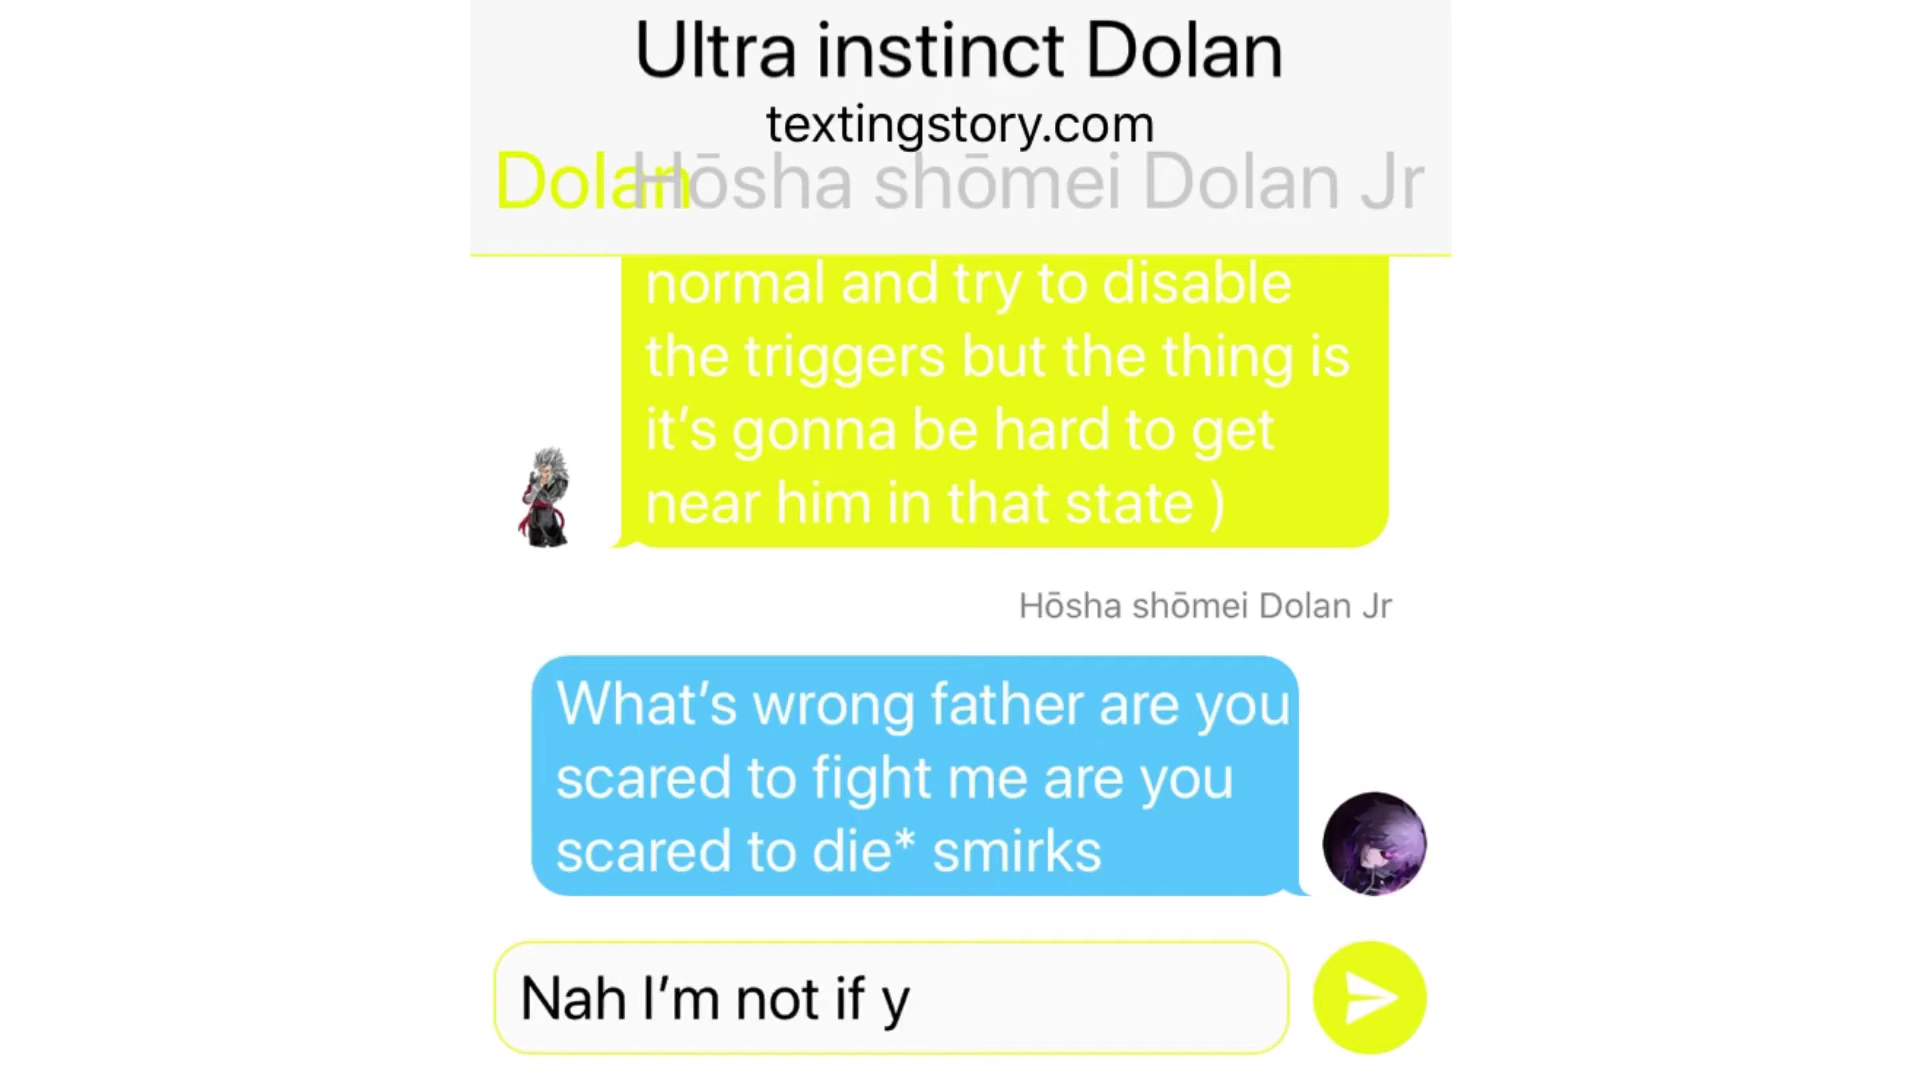 Ultra instinct Dolan
textingstory.com
Dolan Hōsha shōmei Dolan Jr
normal and try to disable
the triggers but the thing is
it’s gonna be hard to get
near him in that state )
Hōsha shōmei Dolan Jr
What’s wrong father are you
scared to fight me are you
scared to die* smirks
Nah I’m not if y